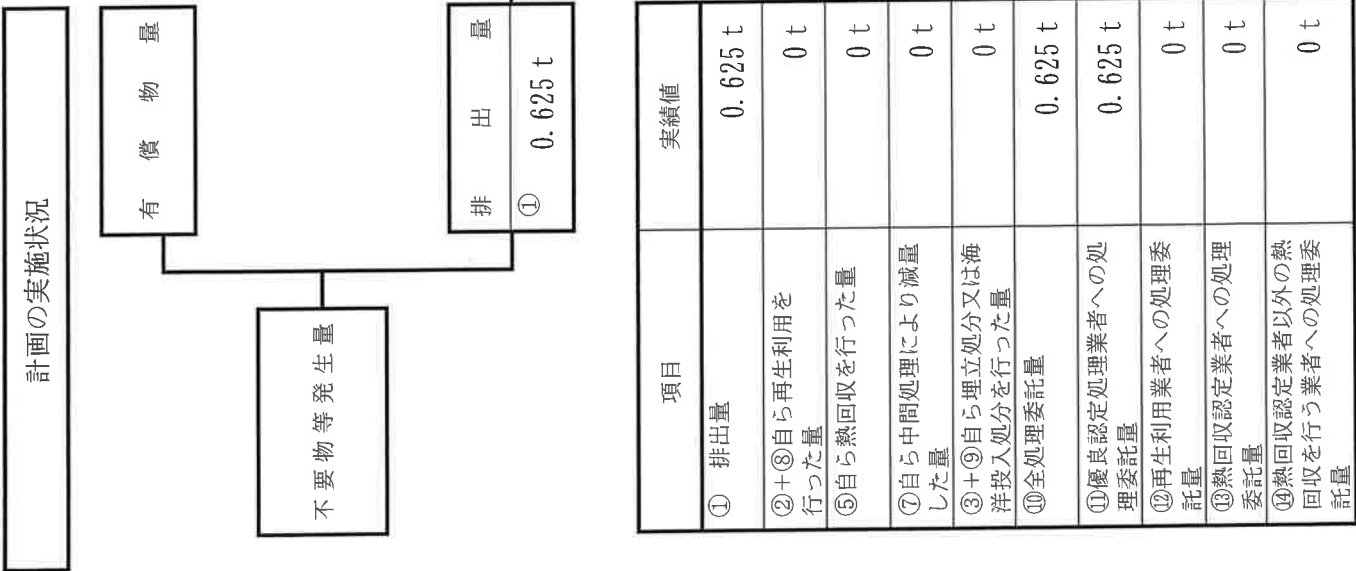 計画の実施状況
有償物量
不要物等発生量
排出量
①
0.625 t
項目
実績値
① 排出量
0.625 t
②+⑧自ら再生利用を
行った量
0 t
⑤自ら熱回収を行った量
0 t
⑦自ら中間処理により減量
した量
0 t
③+⑨自ら埋立処分又は海
洋投入処分を行った量
0 t
⑩全処理委託量
0.625 t
⑪優良認定処理業者への処
理委託量
0.625 t
⑫再生利用業者への処理委
託量
0 t
⑬熱回収認定業者への処理
委託量
0 t
⑭熱回収認定業者以外の熱
回収を行う業者への処理委
託量
0 t